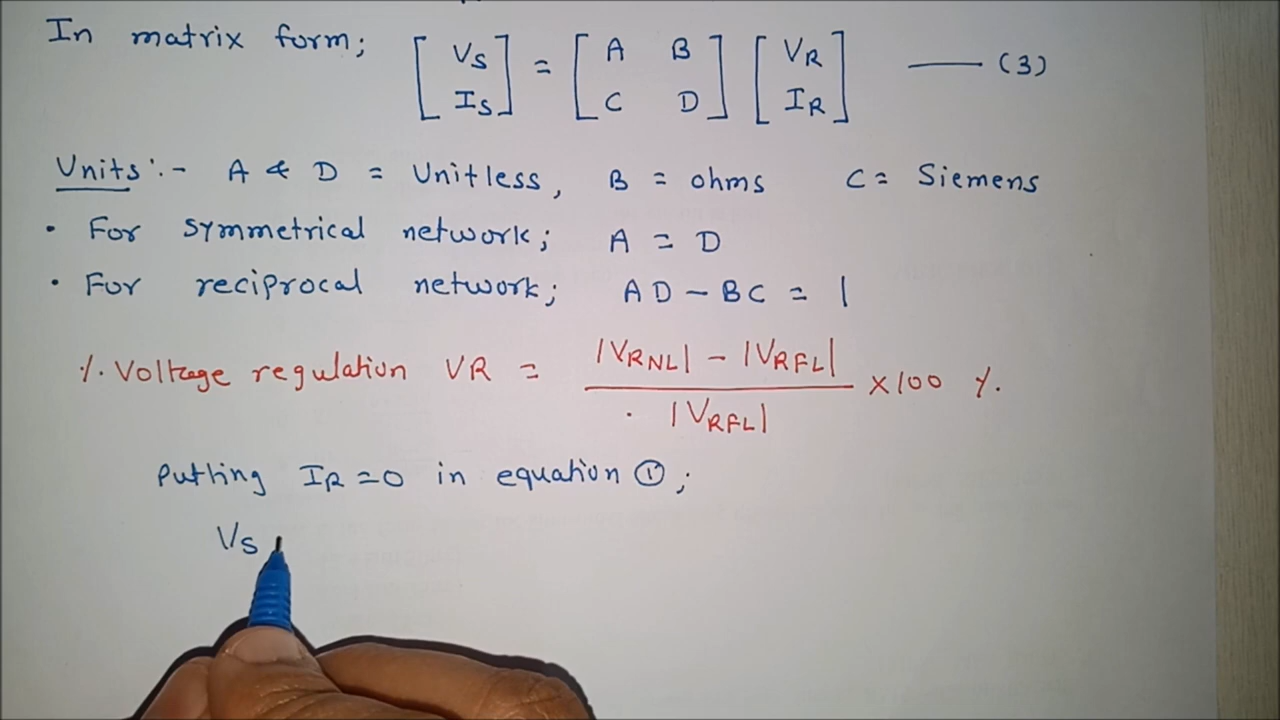 In matrix form; [ VS IS ] = [ A B C D ] [ VR IR ] —— (3)
Units :- A & D = Unitless, B = ohms C = Siemens
• For symmetrical network; A = D
• For reciprocal network; AD - BC = 1
% Voltage regulation VR = |VRNL| - |VRFL| / |VRFL| × 100 %.
Putting IR = 0 in equation ①;
VS